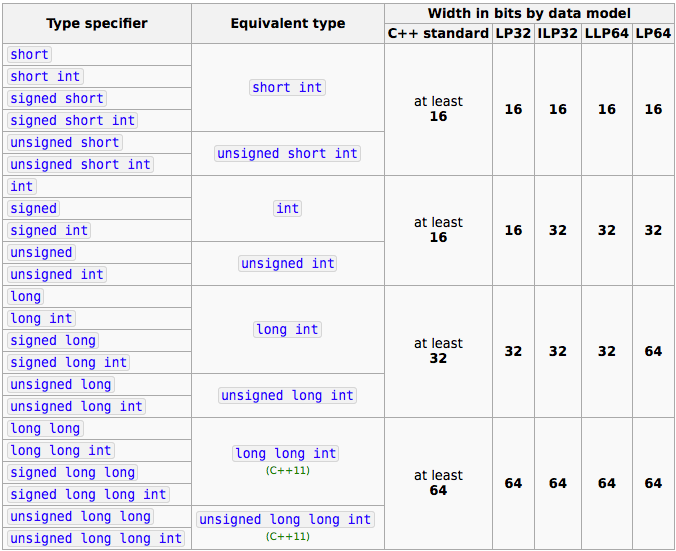 Type specifier Equivalent type Width in bits by data model
C++ standard LP32 ILP32 LLP64 LP64
short
short int
signed short
signed short int
short int
unsigned short
unsigned short int
unsigned short int
at least
16 16 16 16 16
int
signed
signed int
int
unsigned
unsigned int
unsigned int
at least
16 16 32 32 32
long
long int
signed long
signed long int
long int
unsigned long
unsigned long int
unsigned long int
at least
32 32 32 32 64
long long
long long int
signed long long
signed long long int
long long int
(C++11)
unsigned long long
unsigned long long int
unsigned long long int
(C++11)
at least
64 64 64 64 64